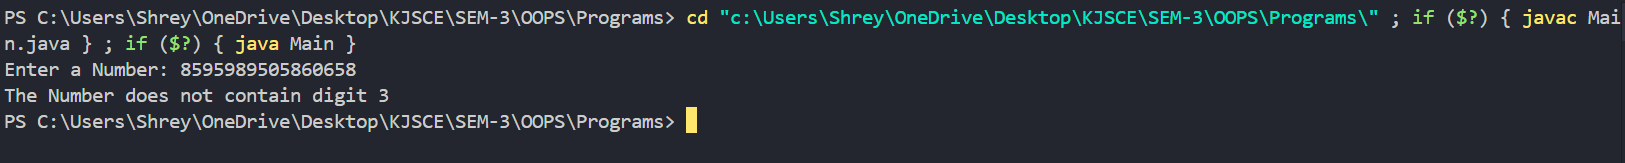 PS C:\Users\Shrey\OneDrive\Desktop\KJSCE\SEM-3\OOPS\Programs> cd "c:\Users\Shrey\OneDrive\Desktop\KJSCE\SEM-3\OOPS\Programs\" ; if ($?) { javac Mai
n.java } ; if ($?) { java Main }
Enter a Number: 8595989505860658
The Number does not contain digit 3
PS C:\Users\Shrey\OneDrive\Desktop\KJSCE\SEM-3\OOPS\Programs>